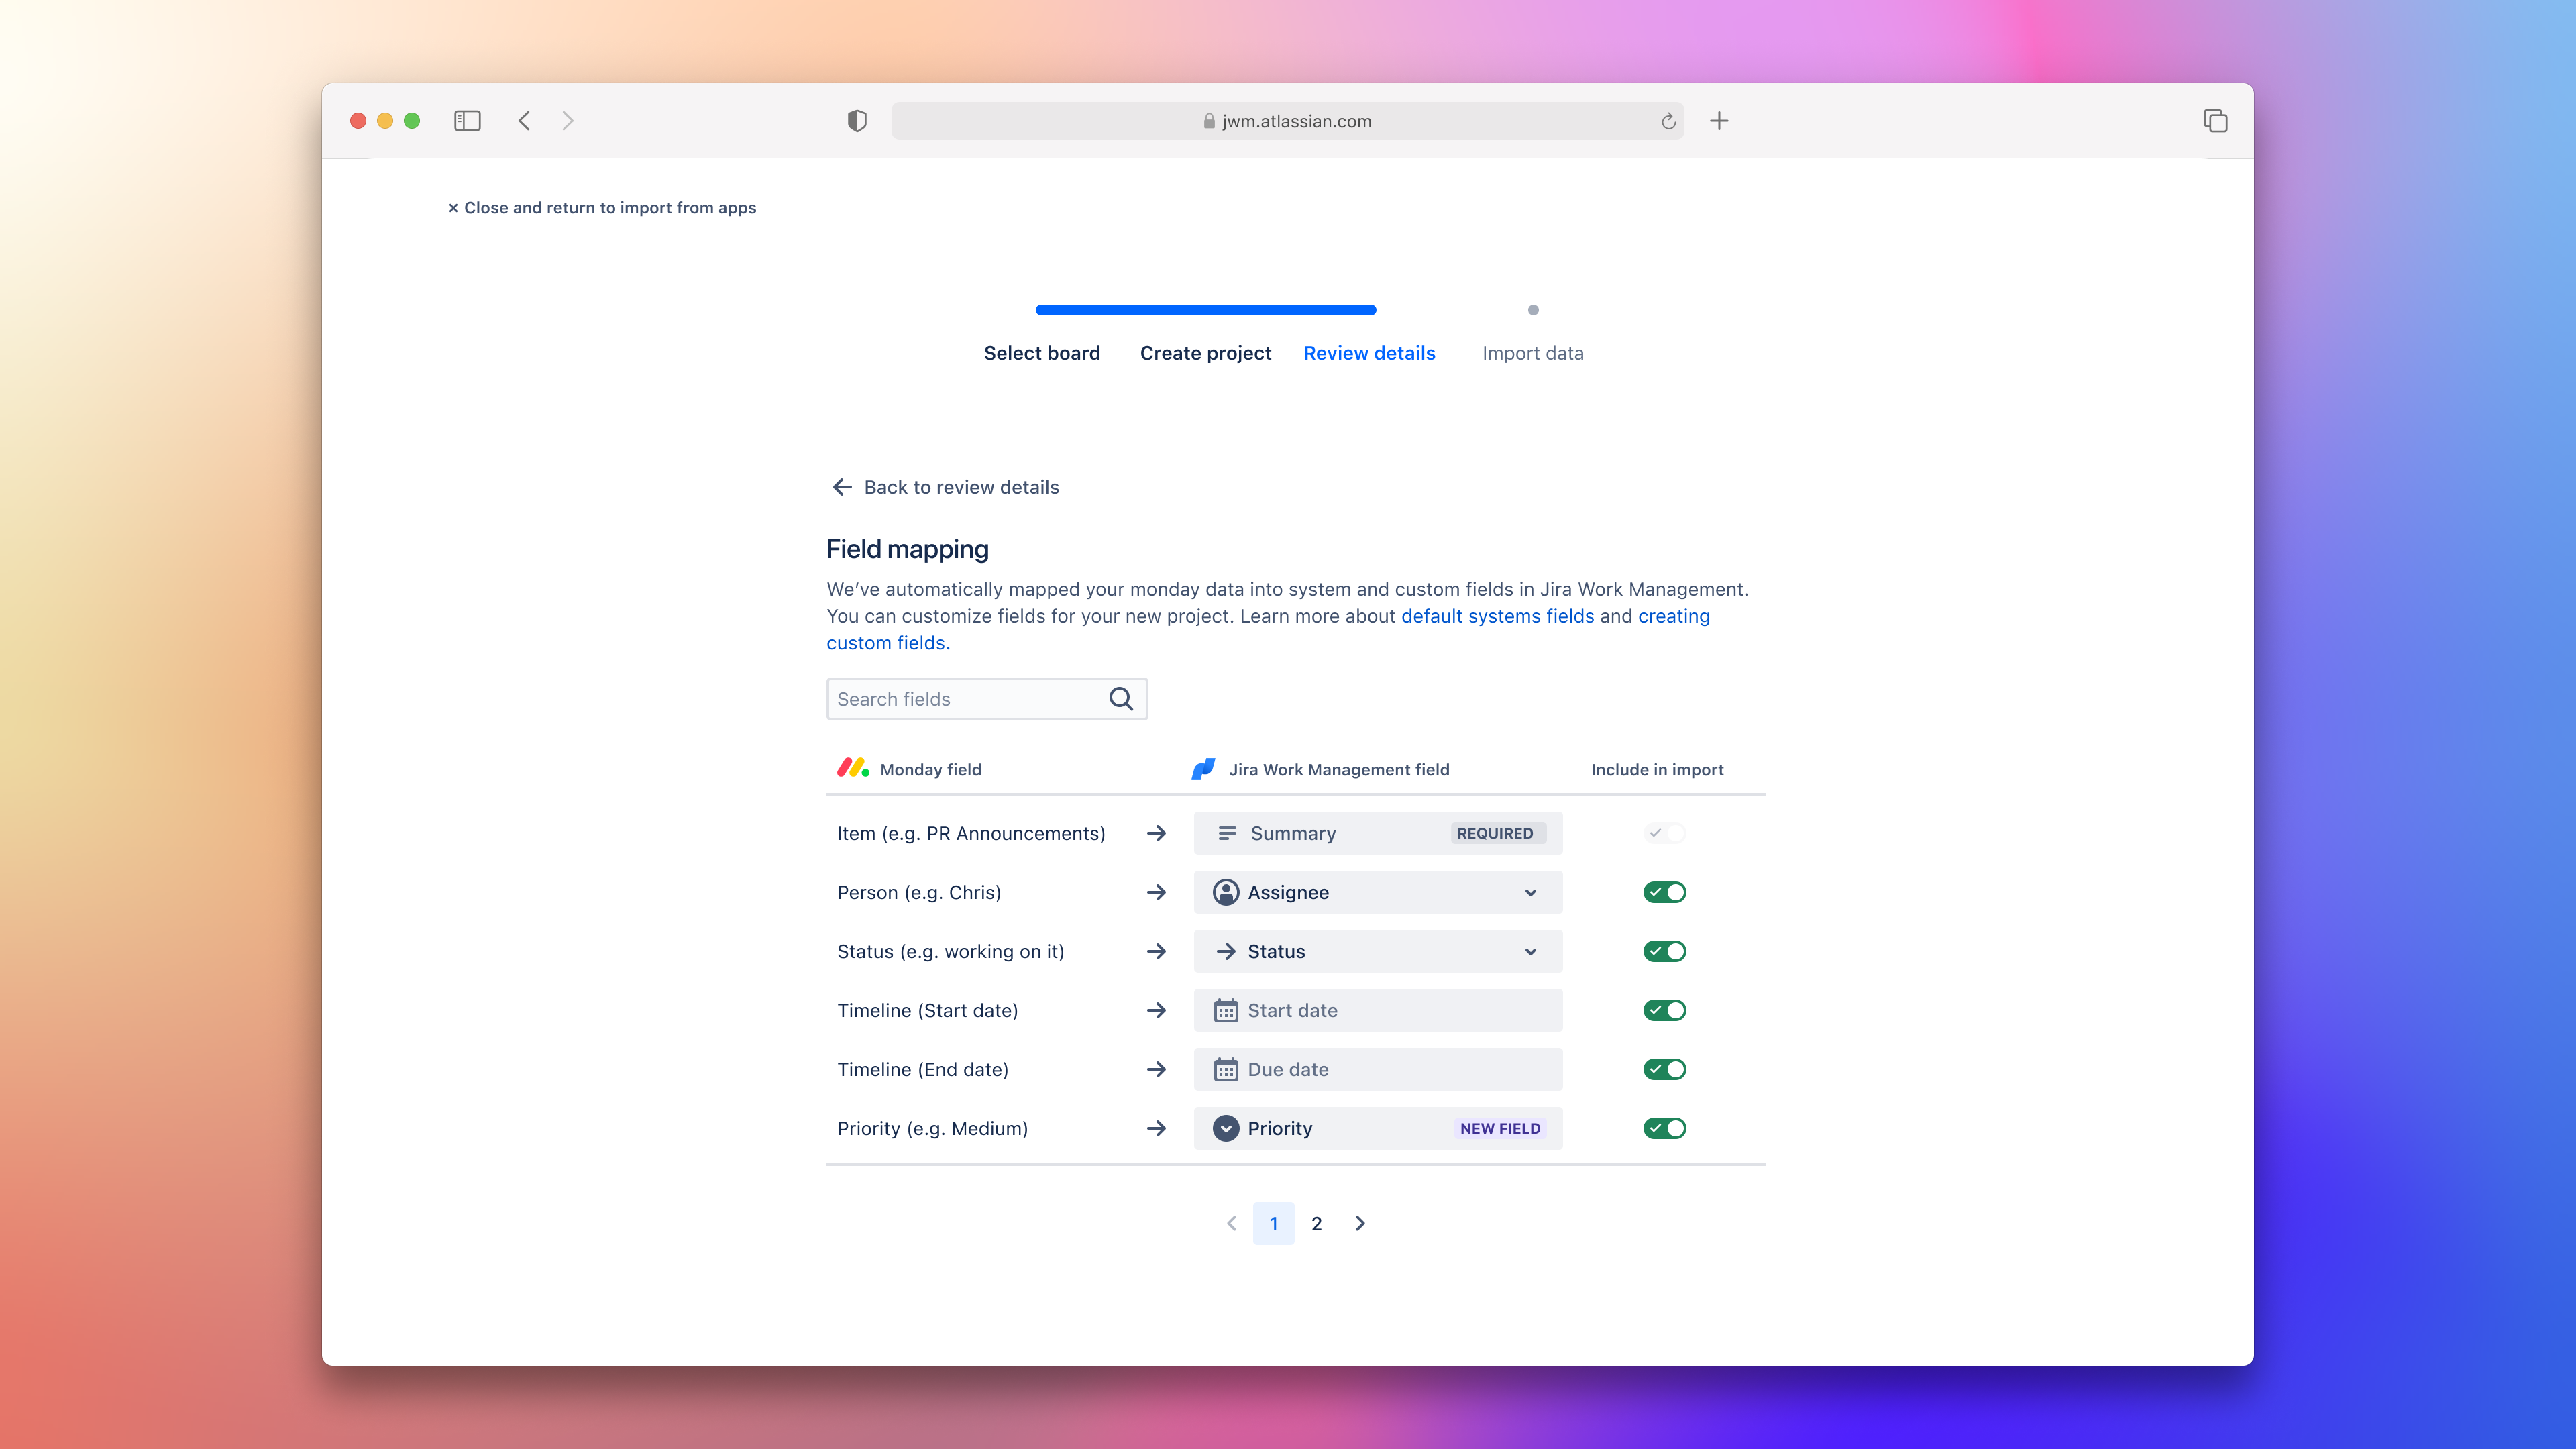 jwm.atlassian.com
× Close and return to import from apps
Select board
Create project
Review details
Import data
Back to review details
Field mapping
We’ve automatically mapped your monday data into system and custom fields in Jira Work Management.
You can customize fields for your new project. Learn more about default systems fields and creating
custom fields.
Search fields
Monday field
Jira Work Management field
Include in import
Item (e.g. PR Announcements)
Summary
REQUIRED
Person (e.g. Chris)
Assignee
Status (e.g. working on it)
Status
Timeline (Start date)
Start date
Timeline (End date)
Due date
Priority (e.g. Medium)
Priority
NEW FIELD
1
2